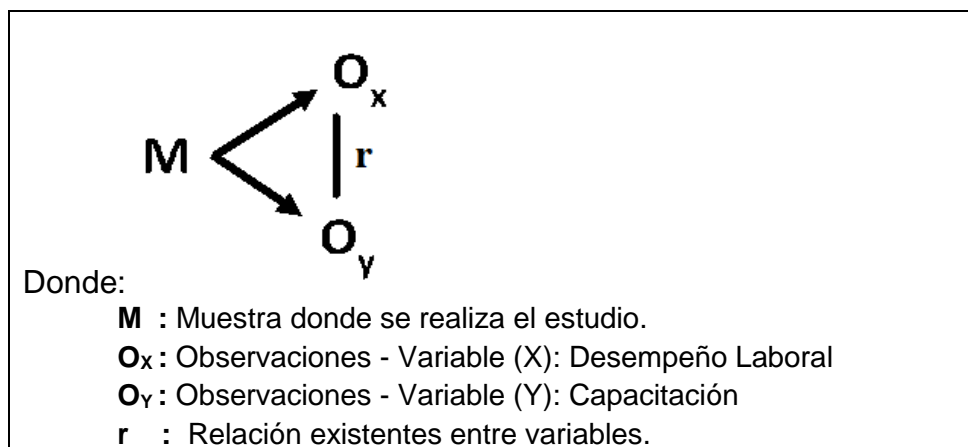 Ox
M
r
Oy
Donde:
M : Muestra donde se realiza el estudio.
OX : Observaciones - Variable (X): Desempeño Laboral
OY : Observaciones - Variable (Y): Capacitación
r : Relación existentes entre variables.